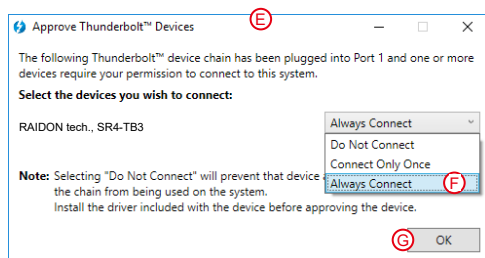 Approve Thunderbolt™ Devices
E
The following Thunderbolt™ device chain has been plugged into Port 1 and one or more
devices require your permission to connect to this system.
Select the devices you wish to connect:
RAIDON tech., SR4-TB3
Always Connect
Do Not Connect
Connect Only Once
Always Connect
F
Note: Selecting "Do Not Connect" will prevent that device
the chain from being used on the system.
Install the driver included with the device before approving the device.
G
OK